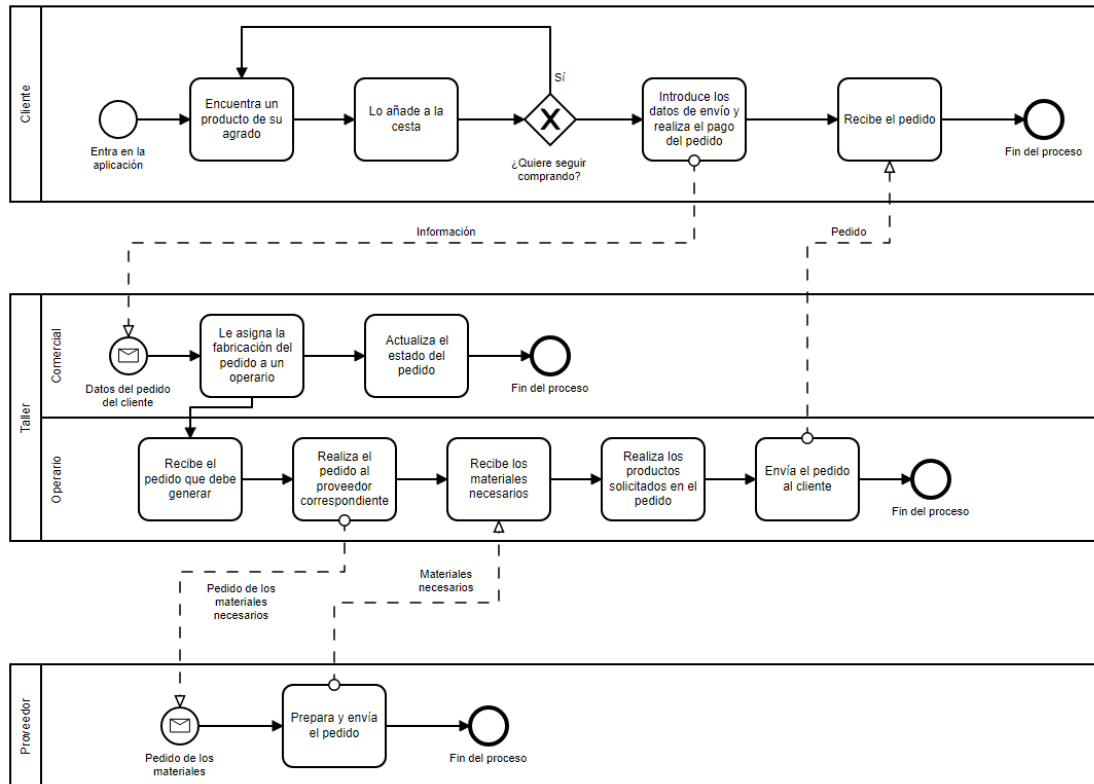 Cliente
Entra en la
aplicación
Encuentra un
producto de su
agrado
Lo añade a la
cesta
Sí
¿Quiere seguir
comprando?
Introduce los
datos de envío y
realiza el pago
del pedido
Recibe el pedido
Fin del proceso
Información
Pedido
Taller
Comercial
Datos del pedido
del cliente
Le asigna la
fabricación del
pedido a un
operario
Actualiza el
estado del
pedido
Fin del proceso
Operario
Recibe el
pedido que debe
generar
Realiza el
pedido al
proveedor
correspondiente
Recibe los
materiales
necesarios
Realiza los
productos
solicitados en el
pedido
Envía el pedido
al cliente
Fin del proceso
Pedido de los
materiales
necesarios
Materiales
necesarios
Proveedor
Pedido de los
materiales
Prepara y envía
el pedido
Fin del proceso